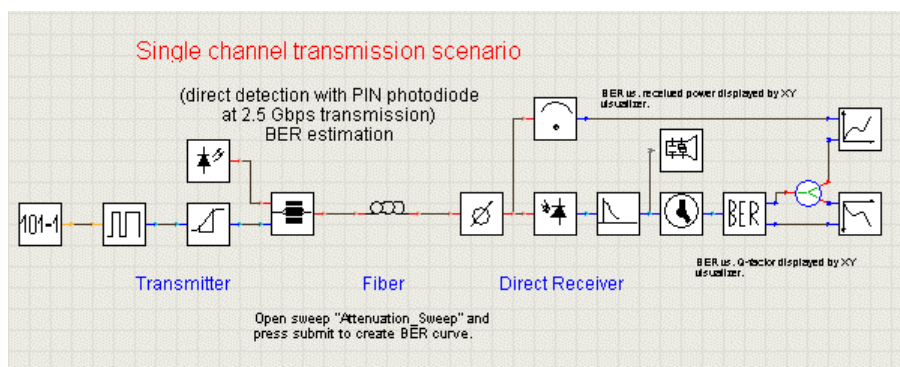 Single channel transmission scenario
(direct detection with PIN photodiode
at 2.5 Gbps transmission)
BER estimation
BER vs. received power displayed by XY
visualizer.
101-1
BER
Transmitter
Fiber
Direct Receiver
BER vs. Q-factor displayed by XY
visualizer.
Open sweep "Attenuation_Sweep" and
press submit to create BER curve.